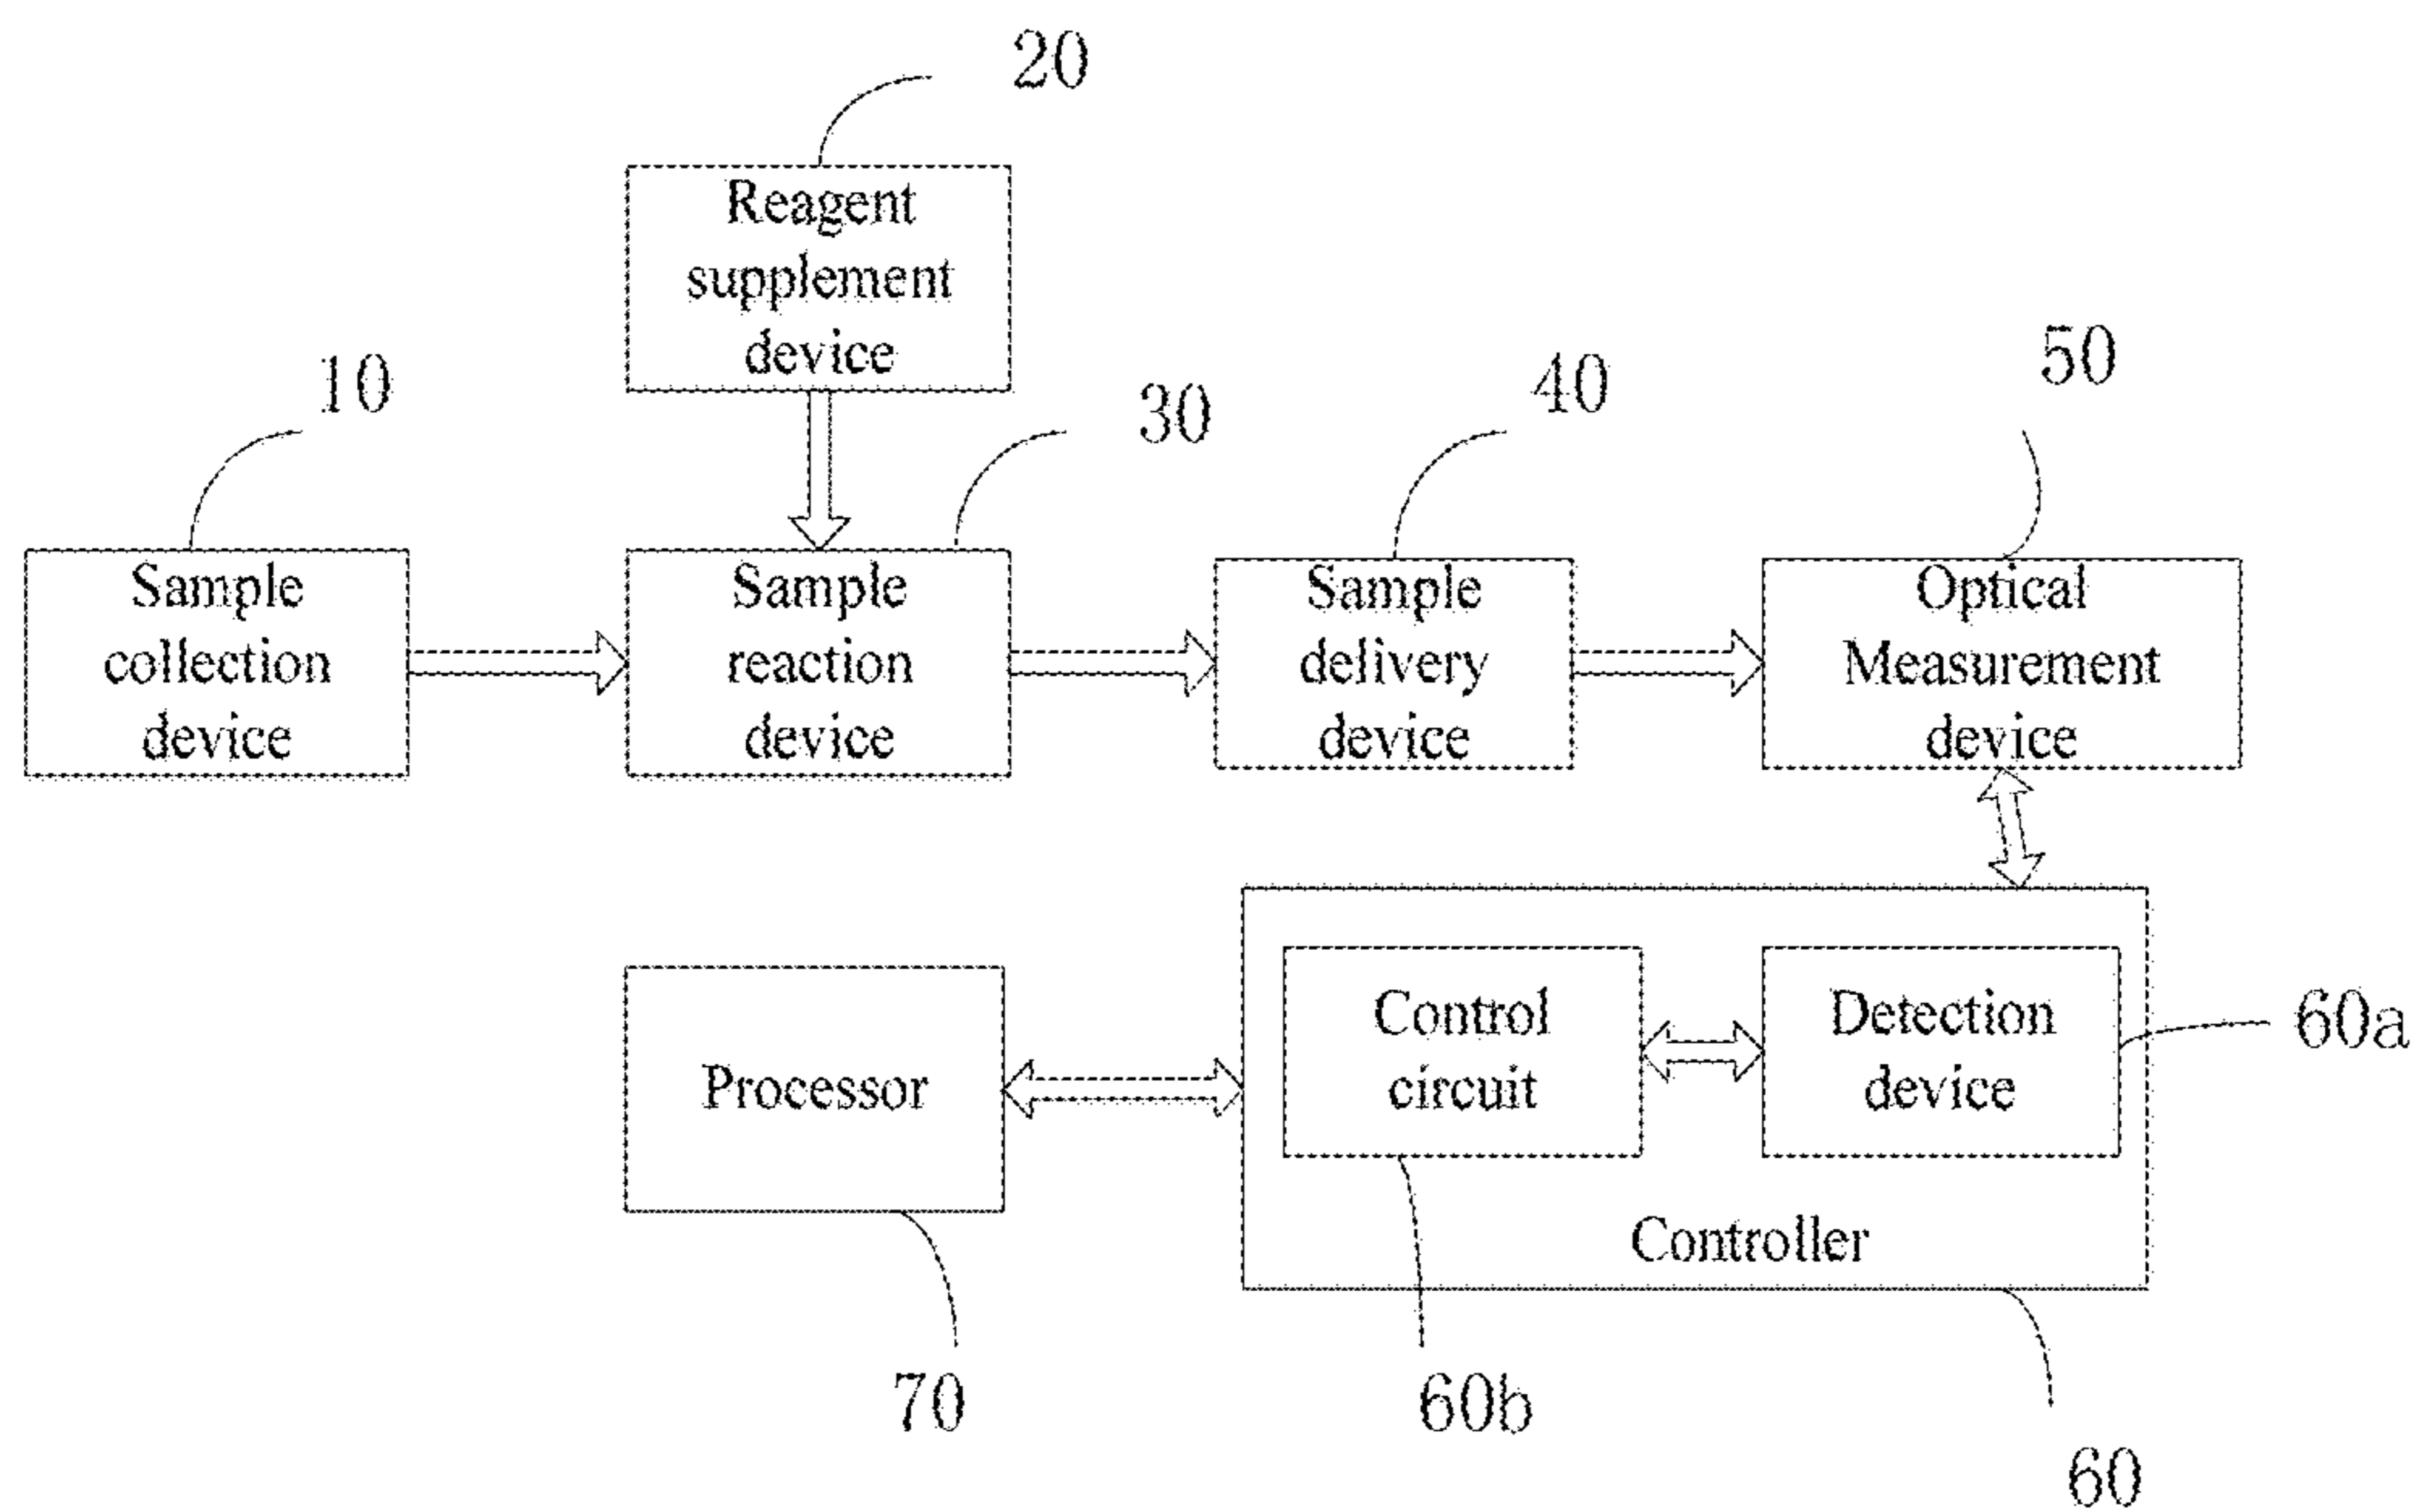 20
Reagent
supplement
device
10
30
40
50
Sample
collection
device
Sample
reaction
device
Sample
delivery
device
Optical
Measurement
device
Processor
Control
circuit
Detection
device
60a
Controller
70
60b
60